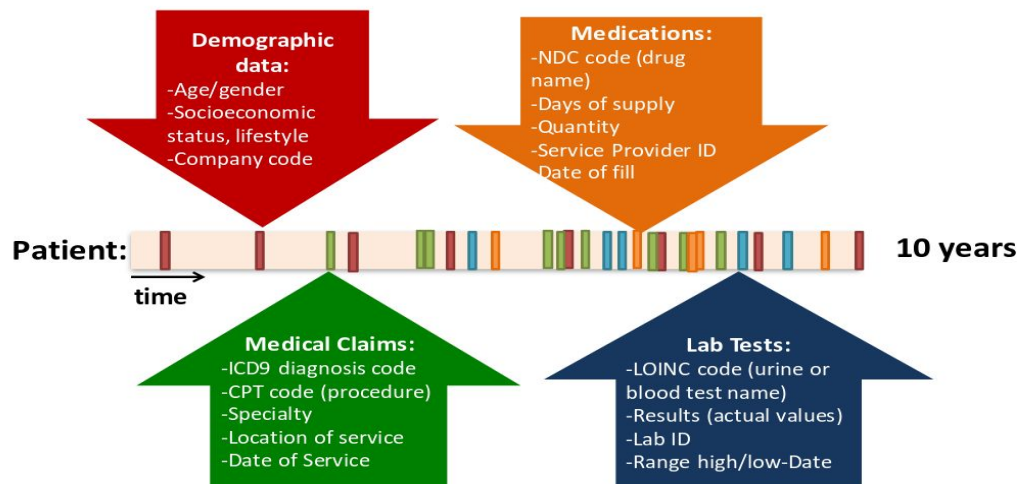 Demographic
data:
-Age/gender
-Socioeconomic
status, lifestyle
-Company code
Medications:
-NDC code (drug
name)
-Days of supply
-Quantity
-Service Provider ID
-Date of fill
Patient:
10 years
time
Medical Claims:
-ICD9 diagnosis code
-CPT code (procedure)
-Specialty
-Location of service
-Date of Service
Lab Tests:
-LOINC code (urine or
blood test name)
-Results (actual values)
-Lab ID
-Range high/low-Date